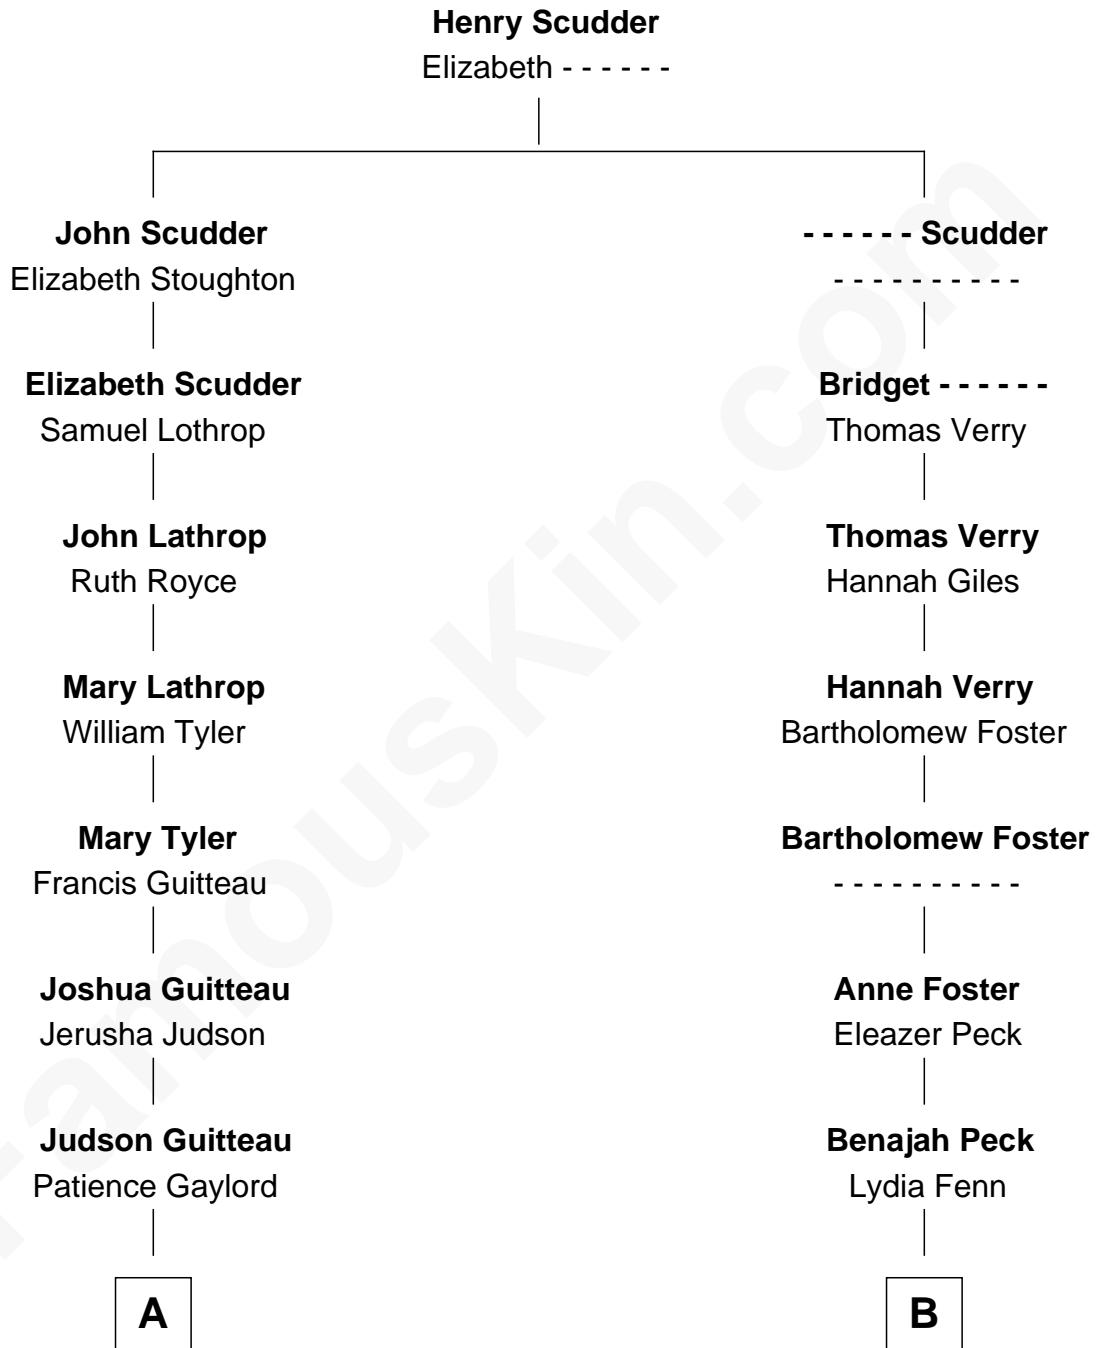 Henry Scudder
Elizabeth - - - - - -
John Scudder
Elizabeth Stoughton
Elizabeth Scudder
Samuel Lothrop
John Lathrop
Ruth Royce
Mary Lathrop
William Tyler
Mary Tyler
Francis Guitteau
Joshua Guitteau
Jerusha Judson
Judson Guitteau
Patience Gaylord
A
- - - - - - Scudder
- - - - - - - - - -
Bridget - - - - - -
Thomas Verry
Thomas Verry
Hannah Giles
Hannah Verry
Bartholomew Foster
Bartholomew Foster
- - - - - - - - - -
Anne Foster
Eleazer Peck
Benajah Peck
Lydia Fenn
B
FamousKin.com